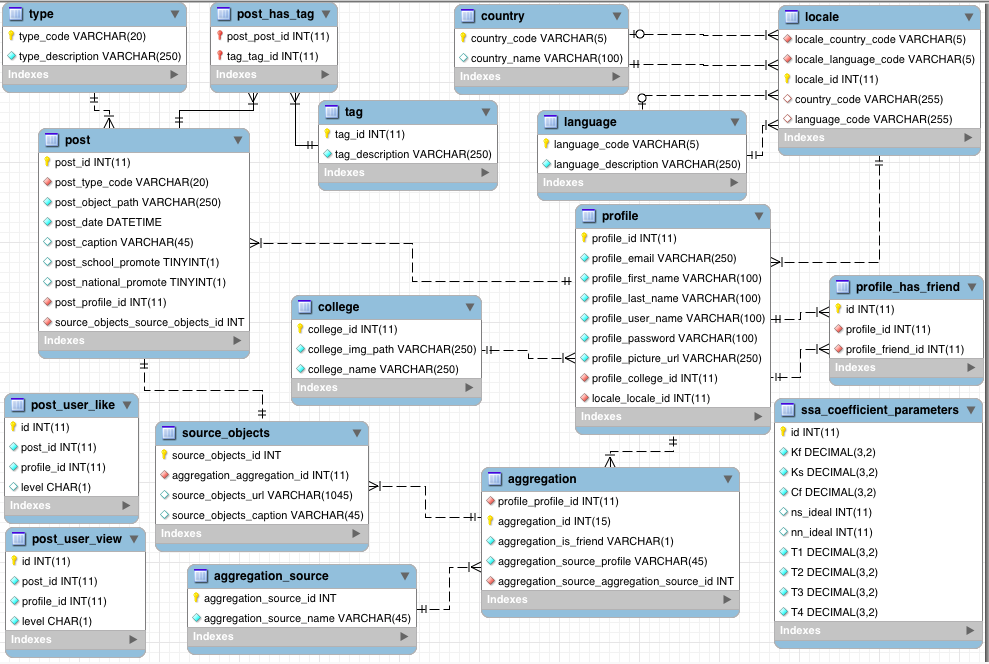 type
type_code VARCHAR(20)
type_description VARCHAR(250)
Indexes
post_has_tag
post_post_id INT(11)
tag_tag_id INT(11)
Indexes
country
country_code VARCHAR(5)
country_name VARCHAR(100)
Indexes
locale
locale_country_code VARCHAR(5)
locale_language_code VARCHAR(5)
locale_id INT(11)
country_code VARCHAR(255)
language_code VARCHAR(255)
Indexes
tag
tag_id INT(11)
tag_description VARCHAR(250)
Indexes
language
language_code VARCHAR(5)
language_description VARCHAR(250)
Indexes
post
post_id INT(11)
post_type_code VARCHAR(20)
post_object_path VARCHAR(250)
post_date DATETIME
post_caption VARCHAR(45)
post_school_promote TINYINT(1)
post_national_promote TINYINT(1)
post_profile_id INT(11)
source_objects_source_objects_id INT
Indexes
profile
profile_id INT(11)
profile_email VARCHAR(250)
profile_first_name VARCHAR(100)
profile_last_name VARCHAR(100)
profile_user_name VARCHAR(100)
profile_password VARCHAR(100)
profile_picture_url VARCHAR(250)
profile_college_id INT(11)
locale_locale_id INT(11)
Indexes
college
college_id INT(11)
college_img_path VARCHAR(250)
college_name VARCHAR(250)
Indexes
profile_has_friend
id INT(11)
profile_id INT(11)
profile_friend_id INT(11)
Indexes
post_user_like
id INT(11)
post_id INT(11)
profile_id INT(11)
level CHAR(1)
Indexes
source_objects
source_objects_id INT
aggregation_aggregation_id INT(11)
source_objects_url VARCHAR(1045)
source_objects_caption VARCHAR(45)
Indexes
ssa_coefficient_parameters
id INT(11)
Kf DECIMAL(3,2)
Ks DECIMAL(3,2)
Cf DECIMAL(3,2)
ns_ideal INT(11)
nn_ideal INT(11)
T1 DECIMAL(3,2)
T2 DECIMAL(3,2)
T3 DECIMAL(3,2)
T4 DECIMAL(3,2)
Indexes
aggregation
profile_profile_id INT(11)
aggregation_id INT(15)
aggregation_is_friend VARCHAR(1)
aggregation_source_profile VARCHAR(45)
aggregation_source_aggregation_source_id INT
Indexes
post_user_view
id INT(11)
post_id INT(11)
profile_id INT(11)
level CHAR(1)
Indexes
aggregation_source
aggregation_source_id INT
aggregation_source_name VARCHAR(45)
Indexes